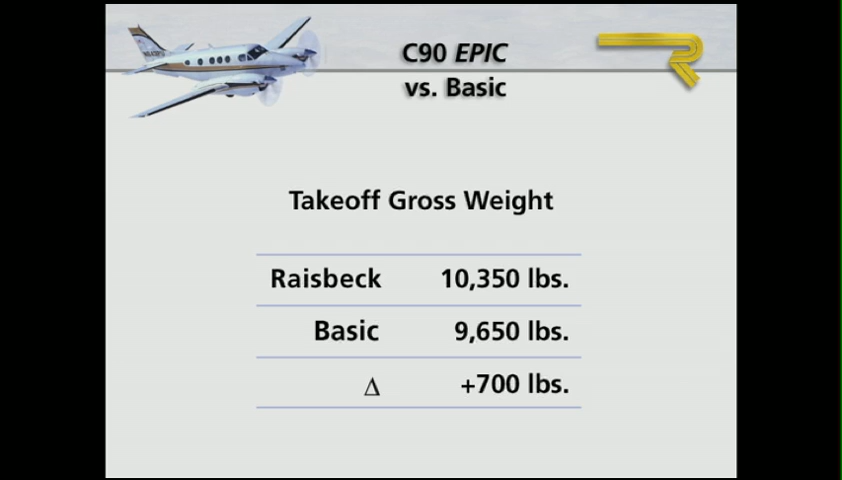 C90 EPIC
vs. Basic
Takeoff Gross Weight
Raisbeck 10,350 lbs.
Basic 9,650 lbs.
Δ +700 lbs.